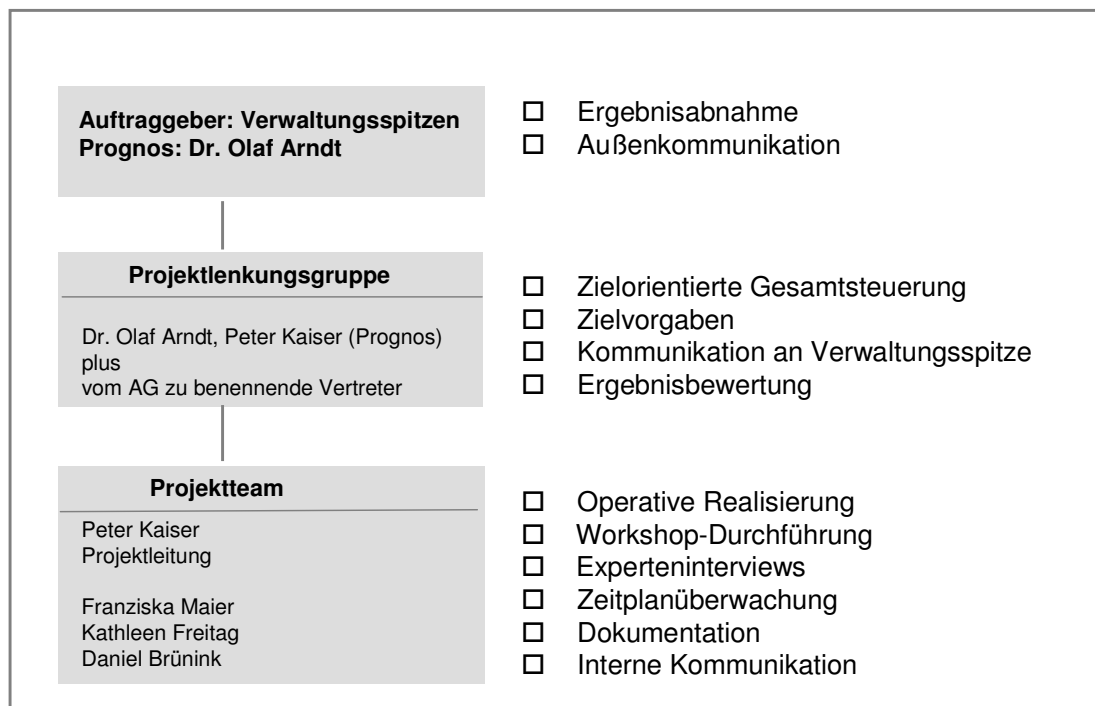 Auftraggeber: Verwaltungsspitzen
Prognos: Dr. Olaf Arndt
☐ Ergebnisabnahme
☐ Außenkommunikation
Projektlenkungsgruppe
Dr. Olaf Arndt, Peter Kaiser (Prognos)
plus
vom AG zu benennende Vertreter
☐ Zielorientierte Gesamtsteuerung
☐ Zielvorgaben
☐ Kommunikation an Verwaltungsspitze
☐ Ergebnisbewertung
Projektteam
Peter Kaiser
Projektleitung
Franziska Maier
Kathleen Freitag
Daniel Brünink
☐ Operative Realisierung
☐ Workshop-Durchführung
☐ Experteninterviews
☐ Zeitplanüberwachung
☐ Dokumentation
☐ Interne Kommunikation